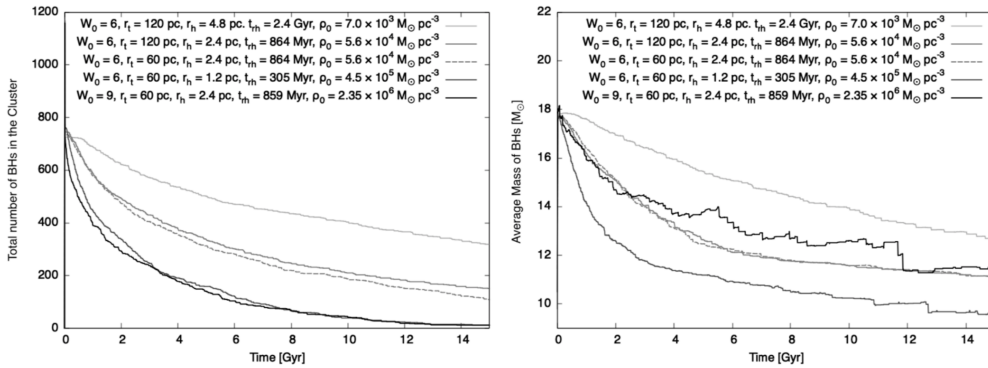 W₀ = 6, rₜ = 120 pc, rₕ = 4.8 pc. tᵣₕ = 2.4 Gyr, ρ₀ = 7.0 × 10³ M⊙ pc⁻³
W₀ = 6, rₜ = 120 pc, rₕ = 2.4 pc, tᵣₕ = 864 Myr, ρ₀ = 5.6 × 10⁴ M⊙ pc⁻³
W₀ = 6, rₜ = 60 pc, rₕ = 2.4 pc, tᵣₕ = 864 Myr, ρ₀ = 5.6 × 10⁴ M⊙ pc⁻³
W₀ = 6, rₜ = 60 pc, rₕ = 1.2 pc, tᵣₕ = 305 Myr, ρ₀ = 4.5 × 10⁵ M⊙ pc⁻³
W₀ = 9, rₜ = 60 pc, rₕ = 2.4 pc, tᵣₕ = 859 Myr, ρ₀ = 2.35 × 10⁶ M⊙ pc⁻³
Total number of BHs in the Cluster
1200
1000
800
600
400
200
0
0 2 4 6 8 10 12 14
Time [Gyr]
W₀ = 6, rₜ = 120 pc, rₕ = 4.8 pc. tᵣₕ = 2.4 Gyr, ρ₀ = 7.0 × 10³ M⊙ pc⁻³
W₀ = 6, rₜ = 120 pc, rₕ = 2.4 pc, tᵣₕ = 864 Myr, ρ₀ = 5.6 × 10⁴ M⊙ pc⁻³
W₀ = 6, rₜ = 60 pc, rₕ = 2.4 pc, tᵣₕ = 864 Myr, ρ₀ = 5.6 × 10⁴ M⊙ pc⁻³
W₀ = 6, rₜ = 60 pc, rₕ = 1.2 pc, tᵣₕ = 305 Myr, ρ₀ = 4.5 × 10⁵ M⊙ pc⁻³
W₀ = 9, rₜ = 60 pc, rₕ = 2.4 pc, tᵣₕ = 859 Myr, ρ₀ = 2.35 × 10⁶ M⊙ pc⁻³
Average Mass of BHs [M⊙]
22
20
18
16
14
12
10
0 2 4 6 8 10 12 14
Time [Gyr]